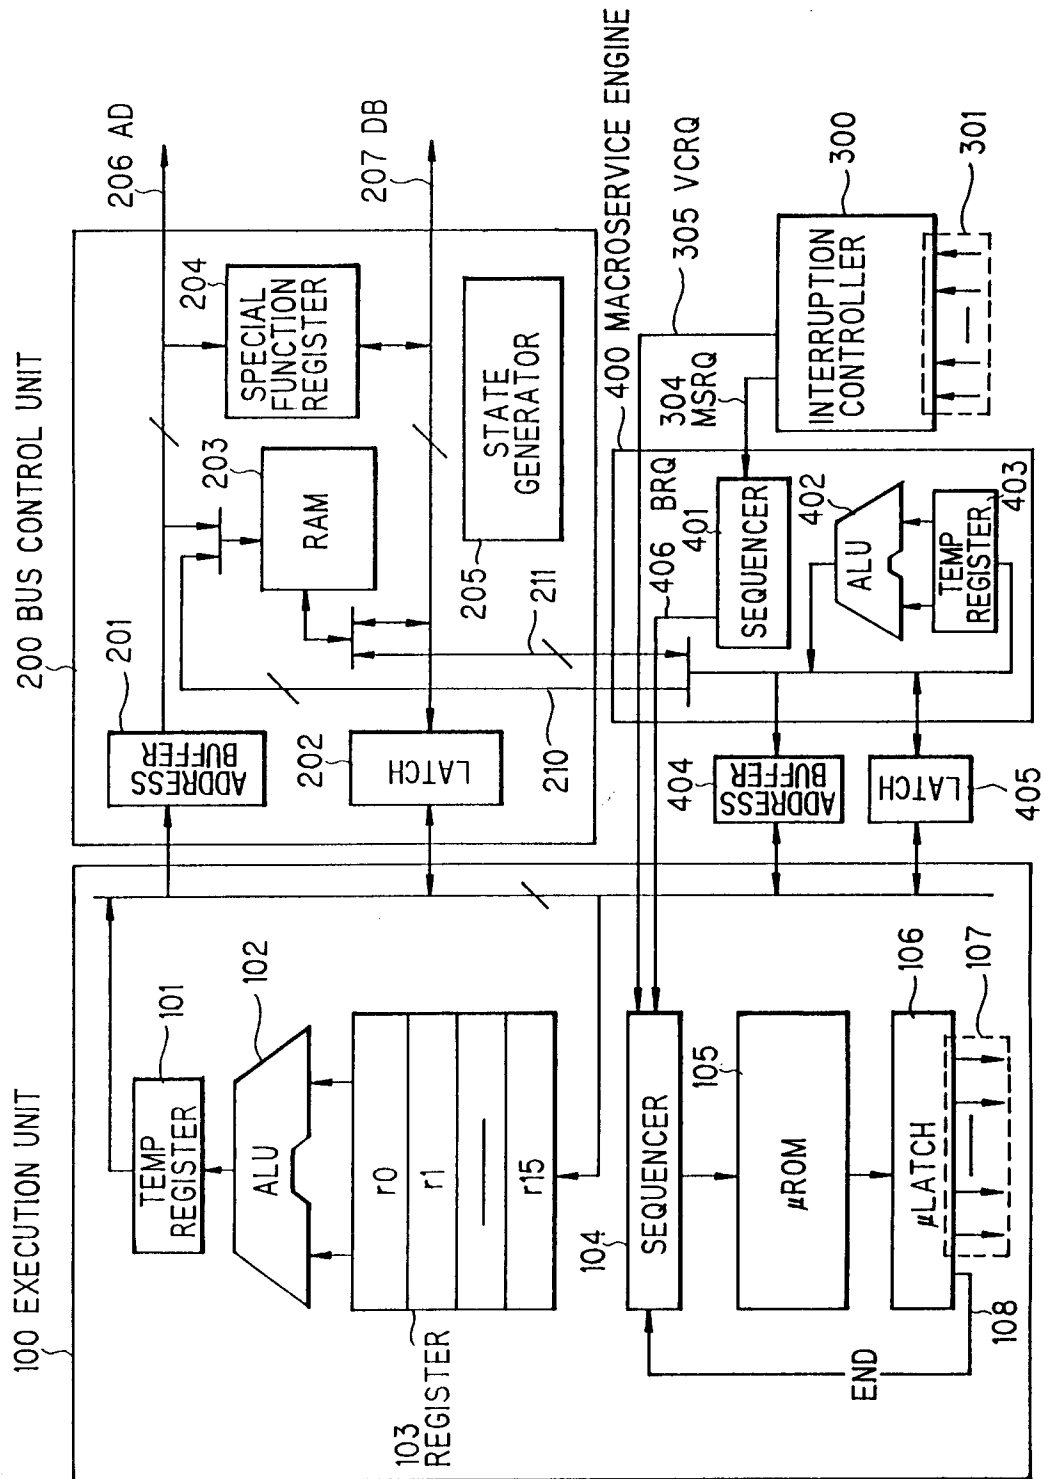 100 EXECUTION UNIT
101
TEMP
REGISTER
102
ALU
r0
r1
r15
103
REGISTER
104
SEQUENCER
105
μROM
106
μLATCH
107
108
END
200 BUS CONTROL UNIT
201
ADDRESS
BUFFER
202
LATCH
203
RAM
204
SPECIAL
FUNCTION
REGISTER
205
STATE
GENERATOR
206 AD
207 DB
210
211
400 MACROSERVICE ENGINE
401
SEQUENCER
402
ALU
403
TEMP
REGISTER
404
ADDRESS
BUFFER
405
LATCH
406 BRQ
304
MSRQ
305 VCRQ
300
INTERRUPTION
CONTROLLER
301